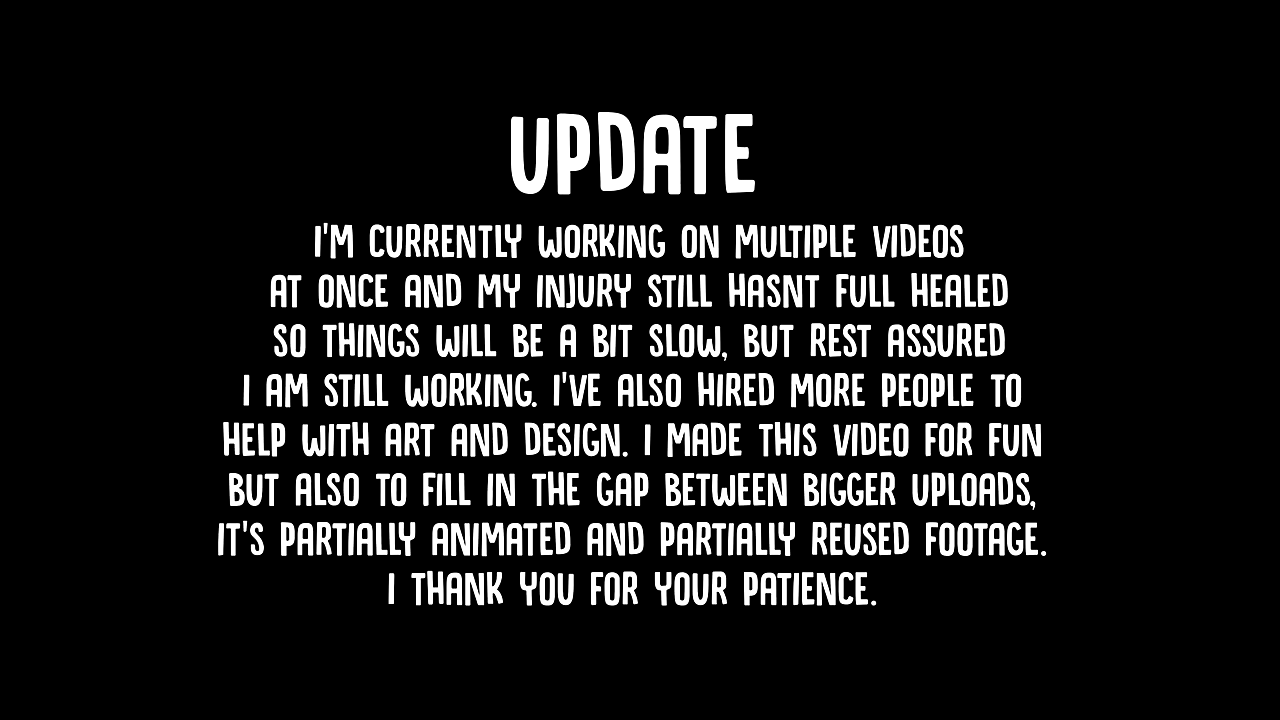 UPDATE
I'M CURRENTLY WORKING ON MULTIPLE VIDEOS
AT ONCE AND MY INJURY STILL HASNT FULL HEALED
SO THINGS WILL BE A BIT SLOW, BUT REST ASSURED
I AM STILL WORKING. I'VE ALSO HIRED MORE PEOPLE TO
HELP WITH ART AND DESIGN. I MADE THIS VIDEO FOR FUN
BUT ALSO TO FILL IN THE GAP BETWEEN BIGGER UPLOADS,
IT'S PARTIALLY ANIMATED AND PARTIALLY REUSED FOOTAGE.
I THANK YOU FOR YOUR PATIENCE.